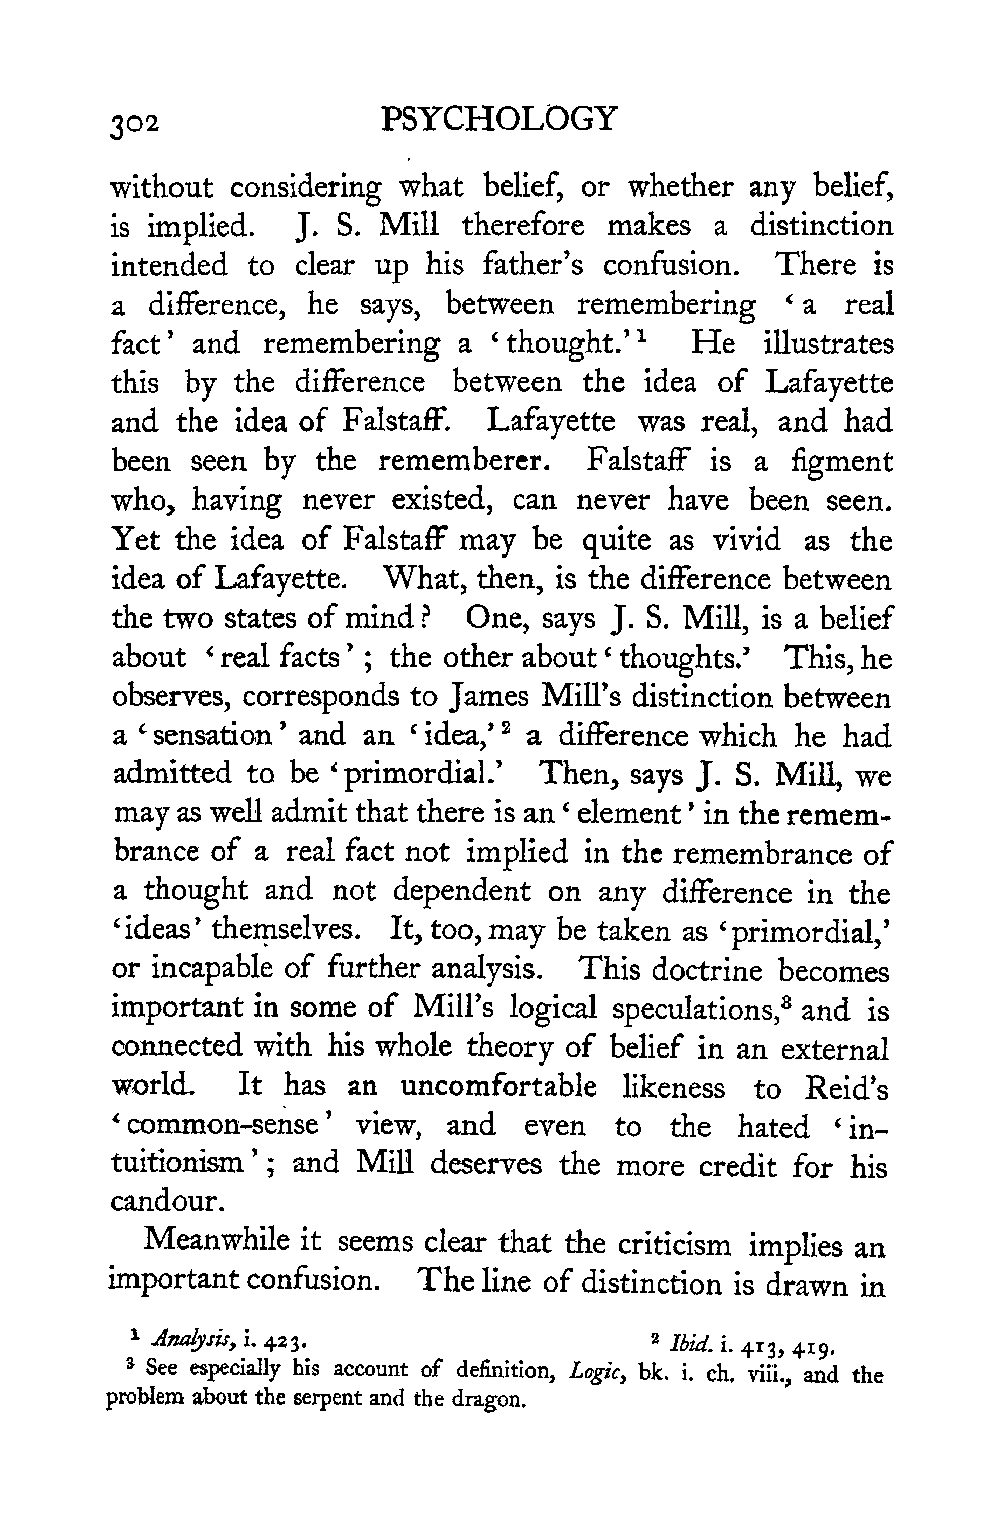 302 PSYCHOLOGY
without considering what belief, or whether any belief,
is implied. J. S. Mill therefore makes a distinction
intended to clear up his father's confusion. There is
a difference, he says, between remembering ‘a real
fact’ and remembering a ‘thought.’¹ He illustrates
this by the difference between the idea of Lafayette
and the idea of Falstaff. Lafayette was real, and had
been seen by the rememberer. Falstaff is a figment
who, having never existed, can never have been seen.
Yet the idea of Falstaff may be quite as vivid as the
idea of Lafayette. What, then, is the difference between
the two states of mind? One, says J. S. Mill, is a belief
about ‘real facts’; the other about ‘thoughts.’ This, he
observes, corresponds to James Mill's distinction between
a ‘sensation’ and an ‘idea,’² a difference which he had
admitted to be ‘primordial.’ Then, says J. S. Mill, we
may as well admit that there is an ‘element’ in the remem-
brance of a real fact not implied in the remembrance of
a thought and not dependent on any difference in the
‘ideas’ themselves. It, too, may be taken as ‘primordial,’
or incapable of further analysis. This doctrine becomes
important in some of Mill's logical speculations,³ and is
connected with his whole theory of belief in an external
world. It has an uncomfortable likeness to Reid's
‘common-sense’ view, and even to the hated ‘in-
tuitionism’; and Mill deserves the more credit for his
candour.
Meanwhile it seems clear that the criticism implies an
important confusion. The line of distinction is drawn in
¹ Analysis, i. 423. ² Ibid. i. 413, 419.
³ See especially his account of definition, Logic, bk. i. ch. viii., and the
problem about the serpent and the dragon.